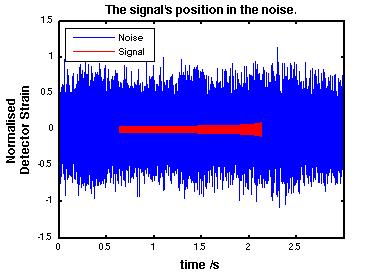 The signal's position in the noise.
Noise
Signal
Normalised
Detector Strain
1.5
1
0.5
0
-0.5
-1
-1.5
0 0.5 1 1.5 2 2.5
time /s